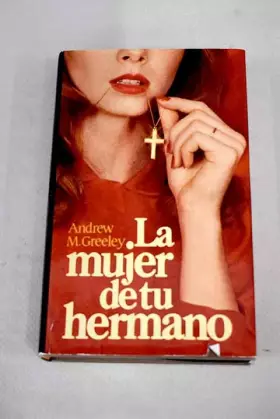 Andrew
M. Greeley
La
mujer
de tu
hermano